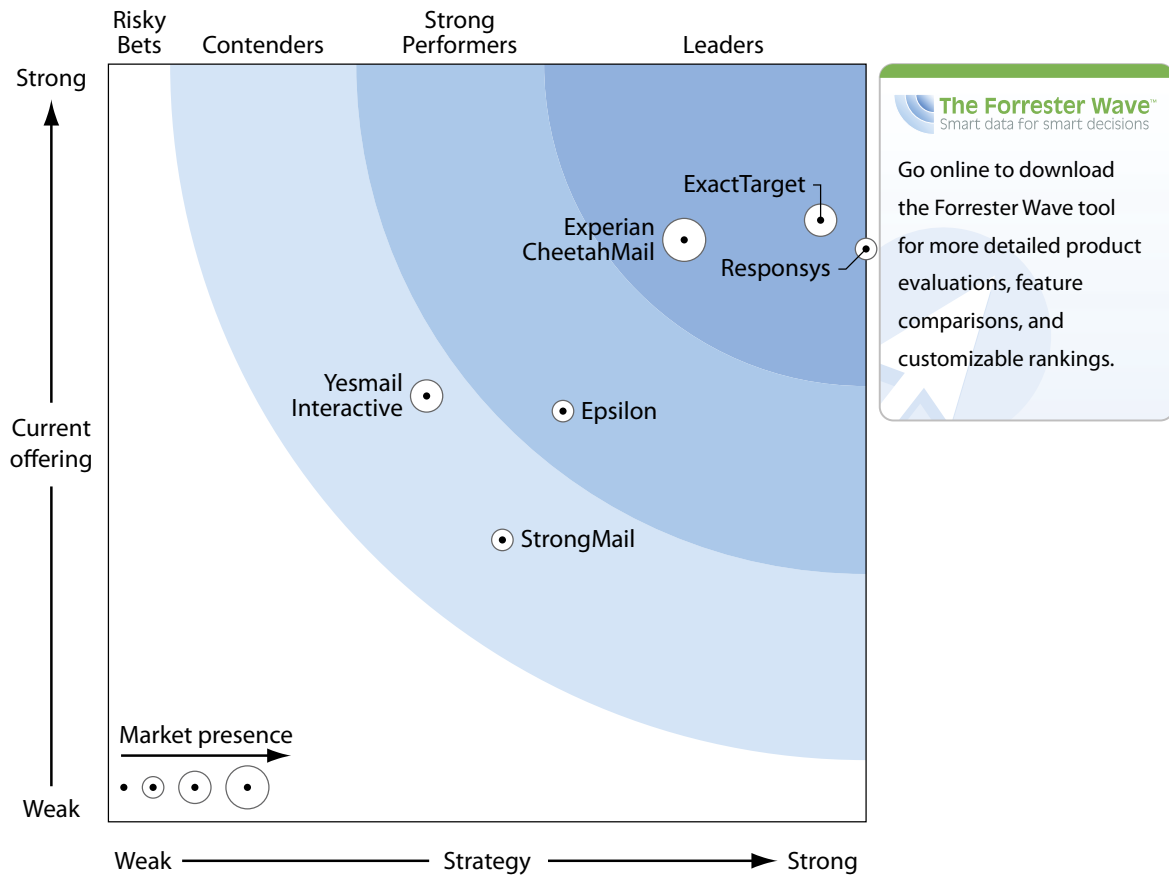 Risky
Bets
Contenders
Strong
Performers
Leaders
Strong
The Forrester Wave™
Smart data for smart decisions
Go online to download
the Forrester Wave tool
for more detailed product
evaluations, feature
comparisons, and
customizable rankings.
ExactTarget
Experian
CheetahMail
Responsys
Yesmail
Interactive
Epsilon
Current
offering
StrongMail
Market presence
Weak
Weak
Strategy
Strong